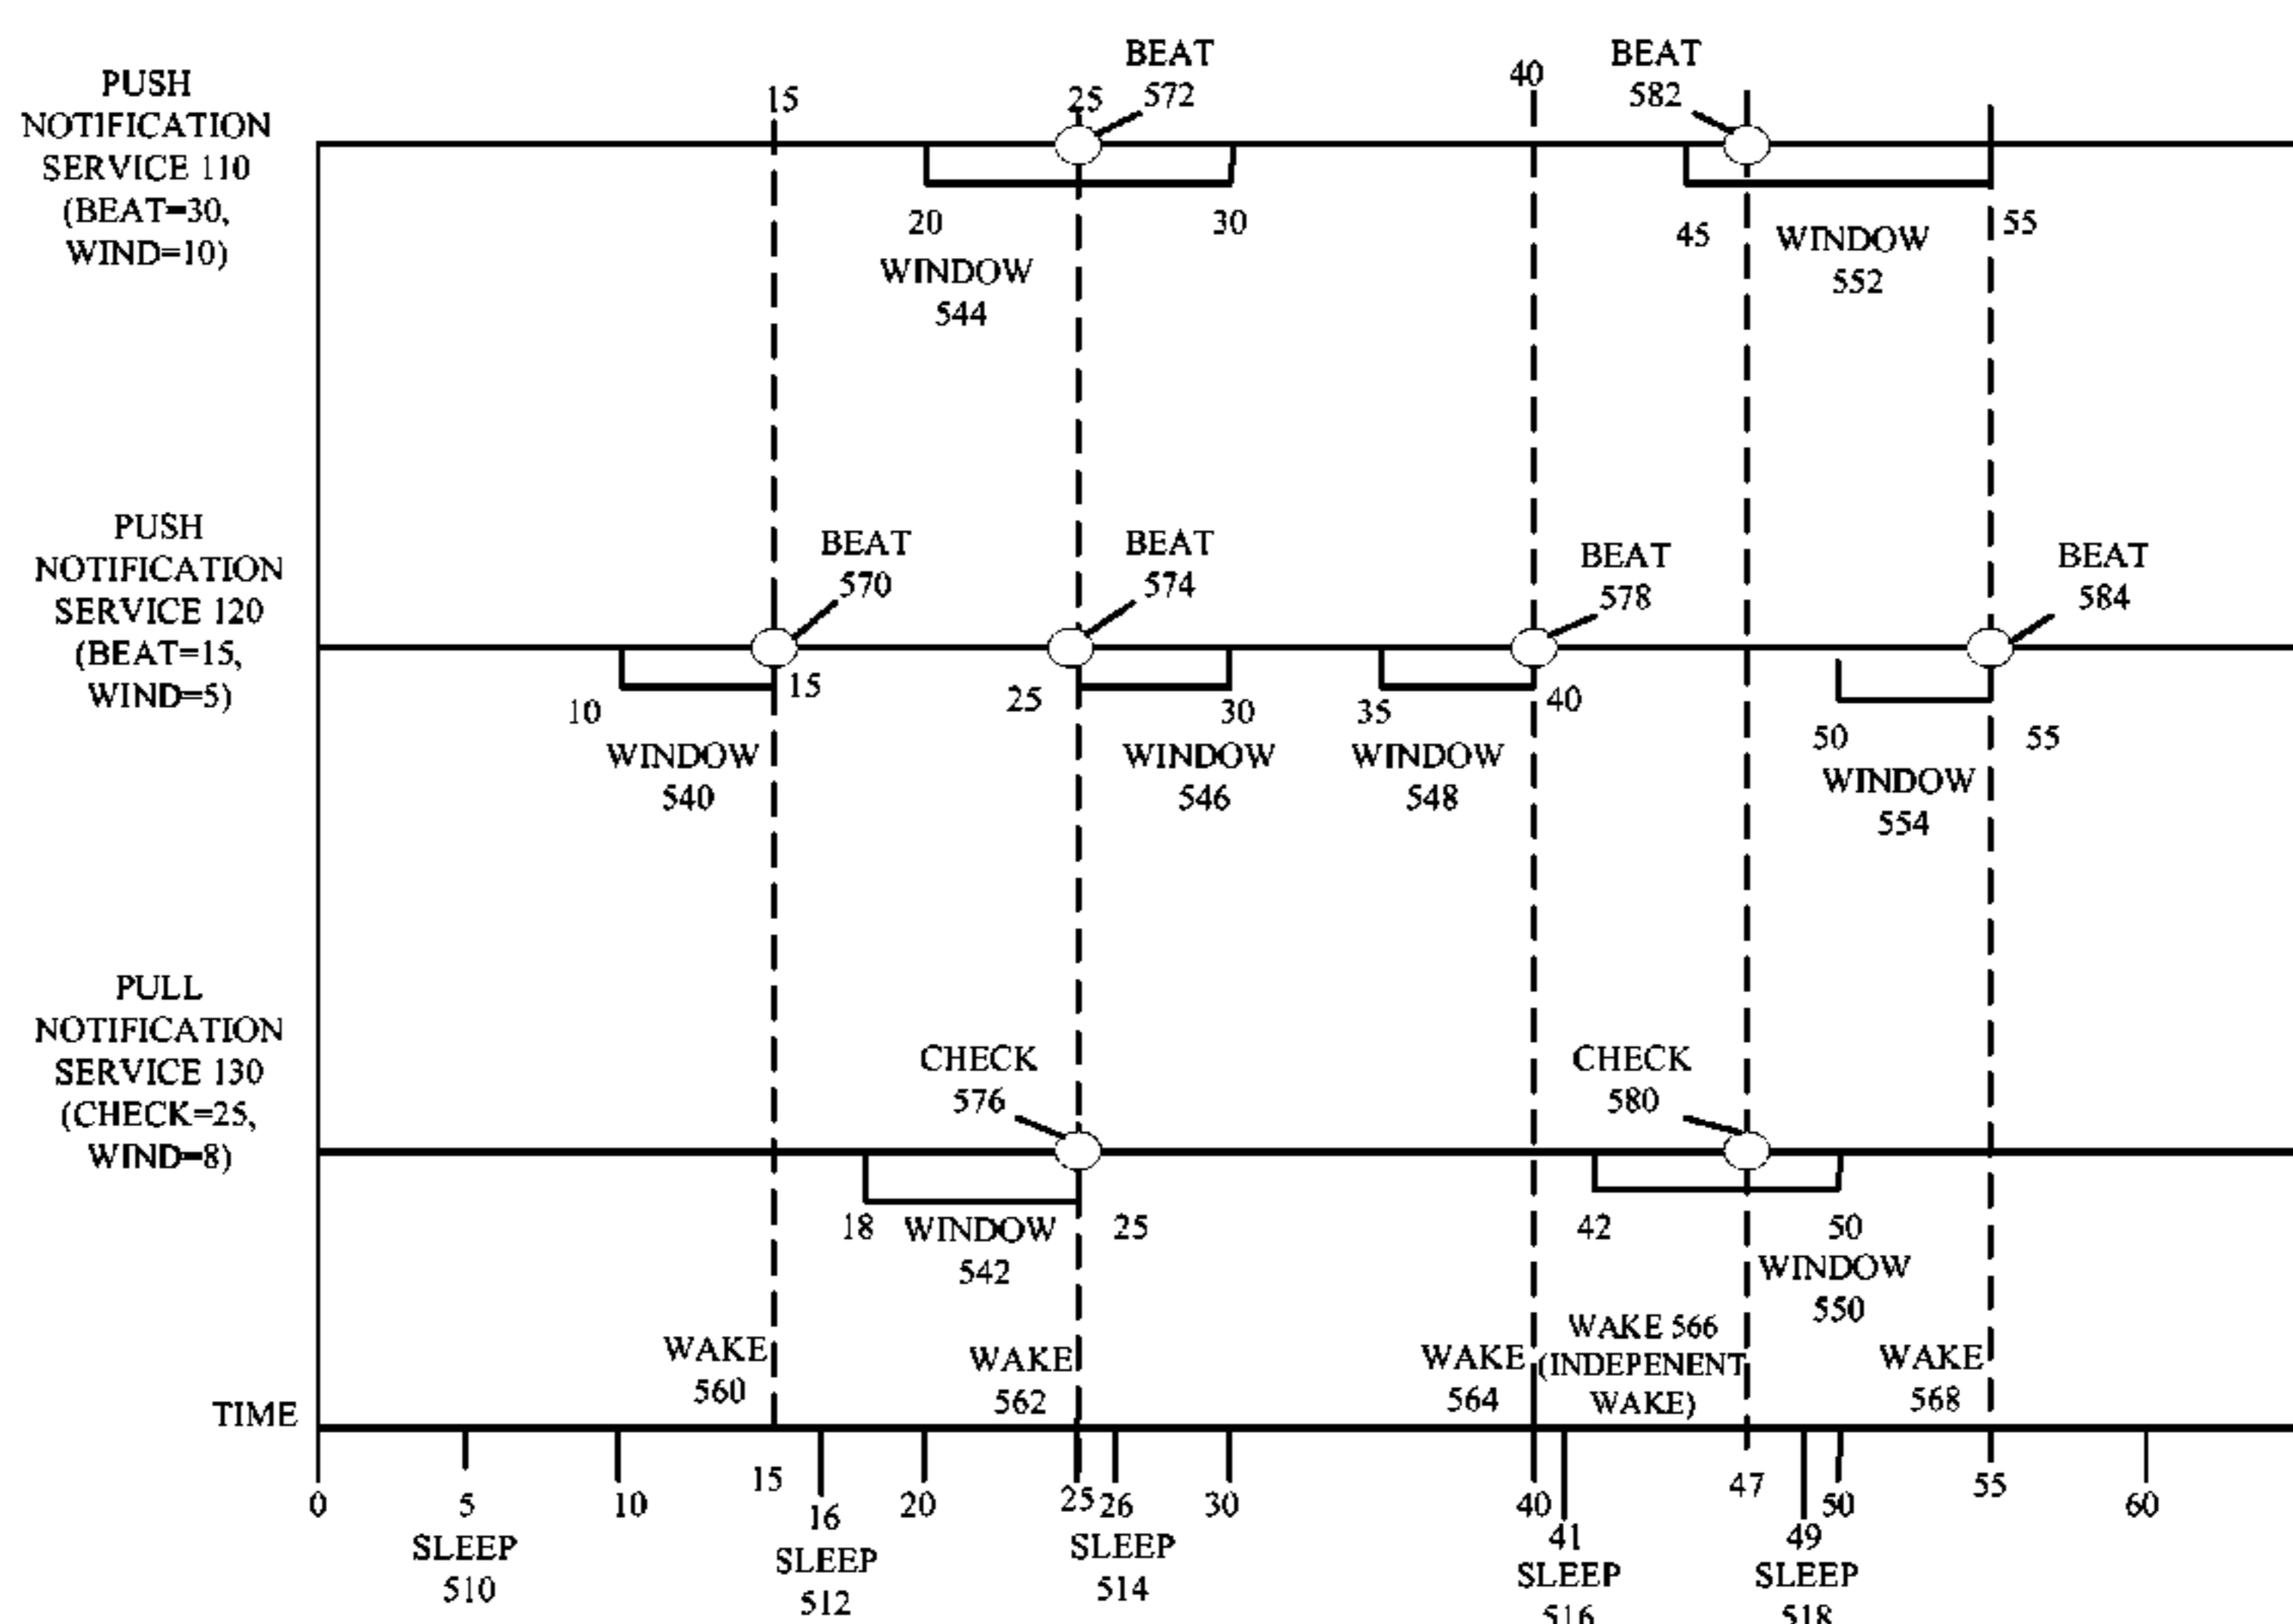 PUSH
NOTIFICATION
SERVICE 110
(BEAT=30,
WIND=10)
15
25
BEAT
572
40
BEAT
582
20
30
WINDOW
544
45
WINDOW
552
55
PUSH
NOTIFICATION
SERVICE 120
(BEAT=15,
WIND=5)
BEAT
570
BEAT
574
BEAT
578
BEAT
584
10
15
WINDOW
540
25
30
WINDOW
546
35
40
WINDOW
548
50
55
WINDOW
554
PULL
NOTIFICATION
SERVICE 130
(CHECK=25,
WIND=8)
CHECK
576
CHECK
580
18
WINDOW
542
25
42
50
WINDOW
550
WAKE
560
WAKE
562
WAKE
564
WAKE 566
(INDEPENENT
WAKE)
WAKE
568
TIME
0
5
SLEEP
510
10
15
16
SLEEP
512
20
25
26
SLEEP
514
30
40
41
SLEEP
516
47
49
SLEEP
518
50
55
60